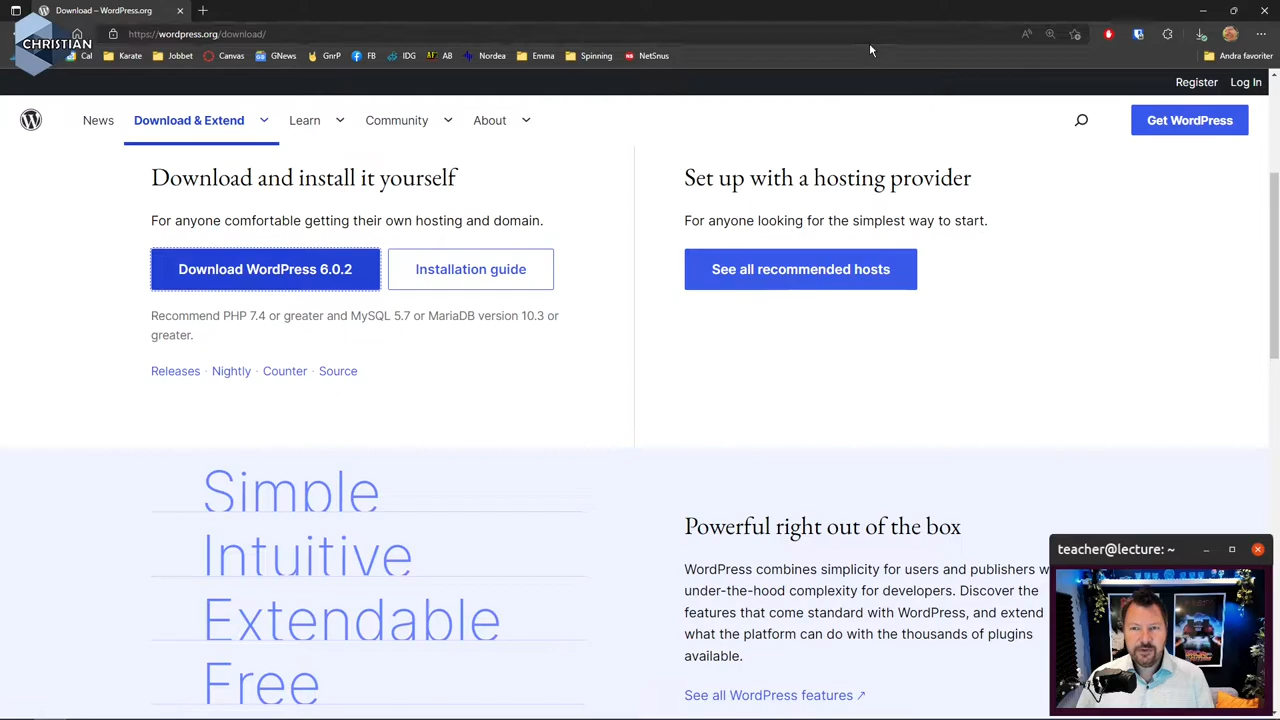 Download – WordPress.org
CHRISTIAN
https://wordpress.org/download/
Cal
Karate
Jobbet
Canvas
GNews
GnrP
FB
IDG
AB
Nordea
Emma
Spinning
NetSnus
Andra favoriter
Register
Log In
News
Download & Extend
Learn
Community
About
Get WordPress
Download and install it yourself
For anyone comfortable getting their own hosting and domain.
Download WordPress 6.0.2
Installation guide
Recommend PHP 7.4 or greater and MySQL 5.7 or MariaDB version 10.3 or
greater.
Releases · Nightly · Counter · Source
Set up with a hosting provider
For anyone looking for the simplest way to start.
See all recommended hosts
Simple
Intuitive
Extendable
Free
Powerful right out of the box
WordPress combines simplicity for users and publishers w
under-the-hood complexity for developers. Discover the
features that come standard with WordPress, and extend
what the platform can do with the thousands of plugins
available.
See all WordPress features ↗
teacher@lecture: ~